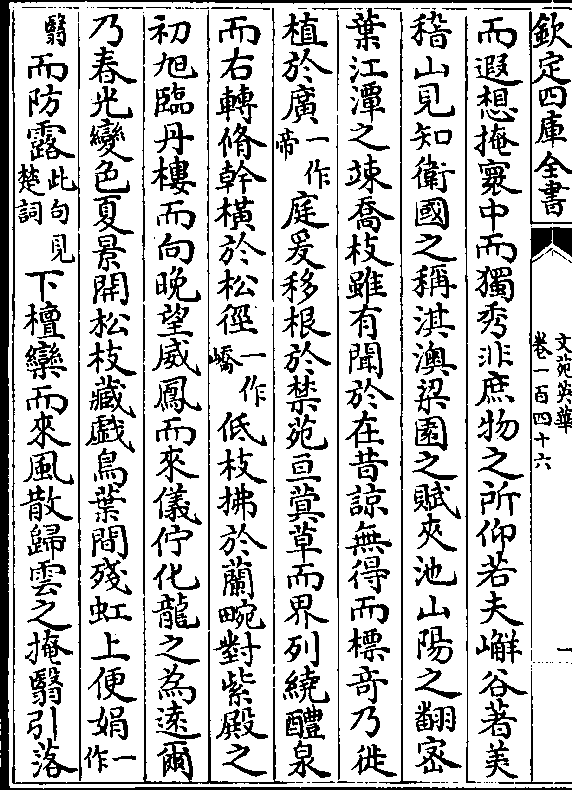 欽定四庫全書
文苑英華
卷一百四十六
一
而遐想掩寰中而獨秀非庶物之所仰若夫嶰谷著美
稽山見知衛國之稱淇澳梁園之賦夾池山陽之翻密
葉江潭之竦喬枝雖有聞於在昔諒無得而標竒乃徙
植於廣一作帝庭爰移根於禁苑亘蓂草而界列繞醴泉
而右轉脩幹橫於松徑一作嶠低枝拂於蘭畹對紫殿之
初旭臨丹樓而向晚望威鳳而來儀佇化龍之為逺爾
乃春光變色夏景開松枝藏戲鳥葉間殘虹上便娟一作
翳而防露此句見楚詞下檀欒而來風散歸雲之掩翳引落